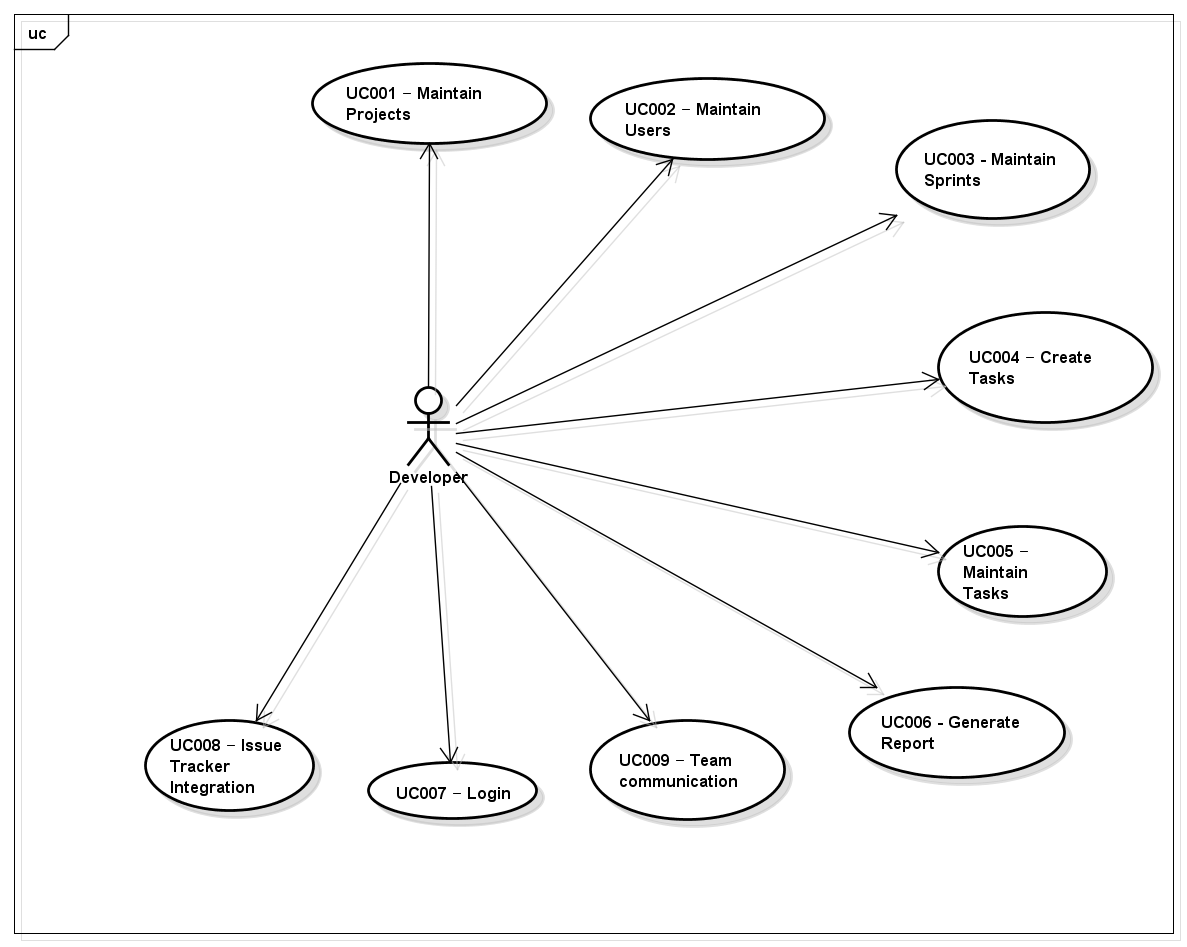 uc
UC001 – Maintain
Projects
UC002 – Maintain
Users
UC003 - Maintain
Sprints
UC004 – Create
Tasks
Developer
UC005 –
Maintain
Tasks
UC006 - Generate
Report
UC008 – Issue
Tracker
Integration
UC007 – Login
UC009 – Team
communication